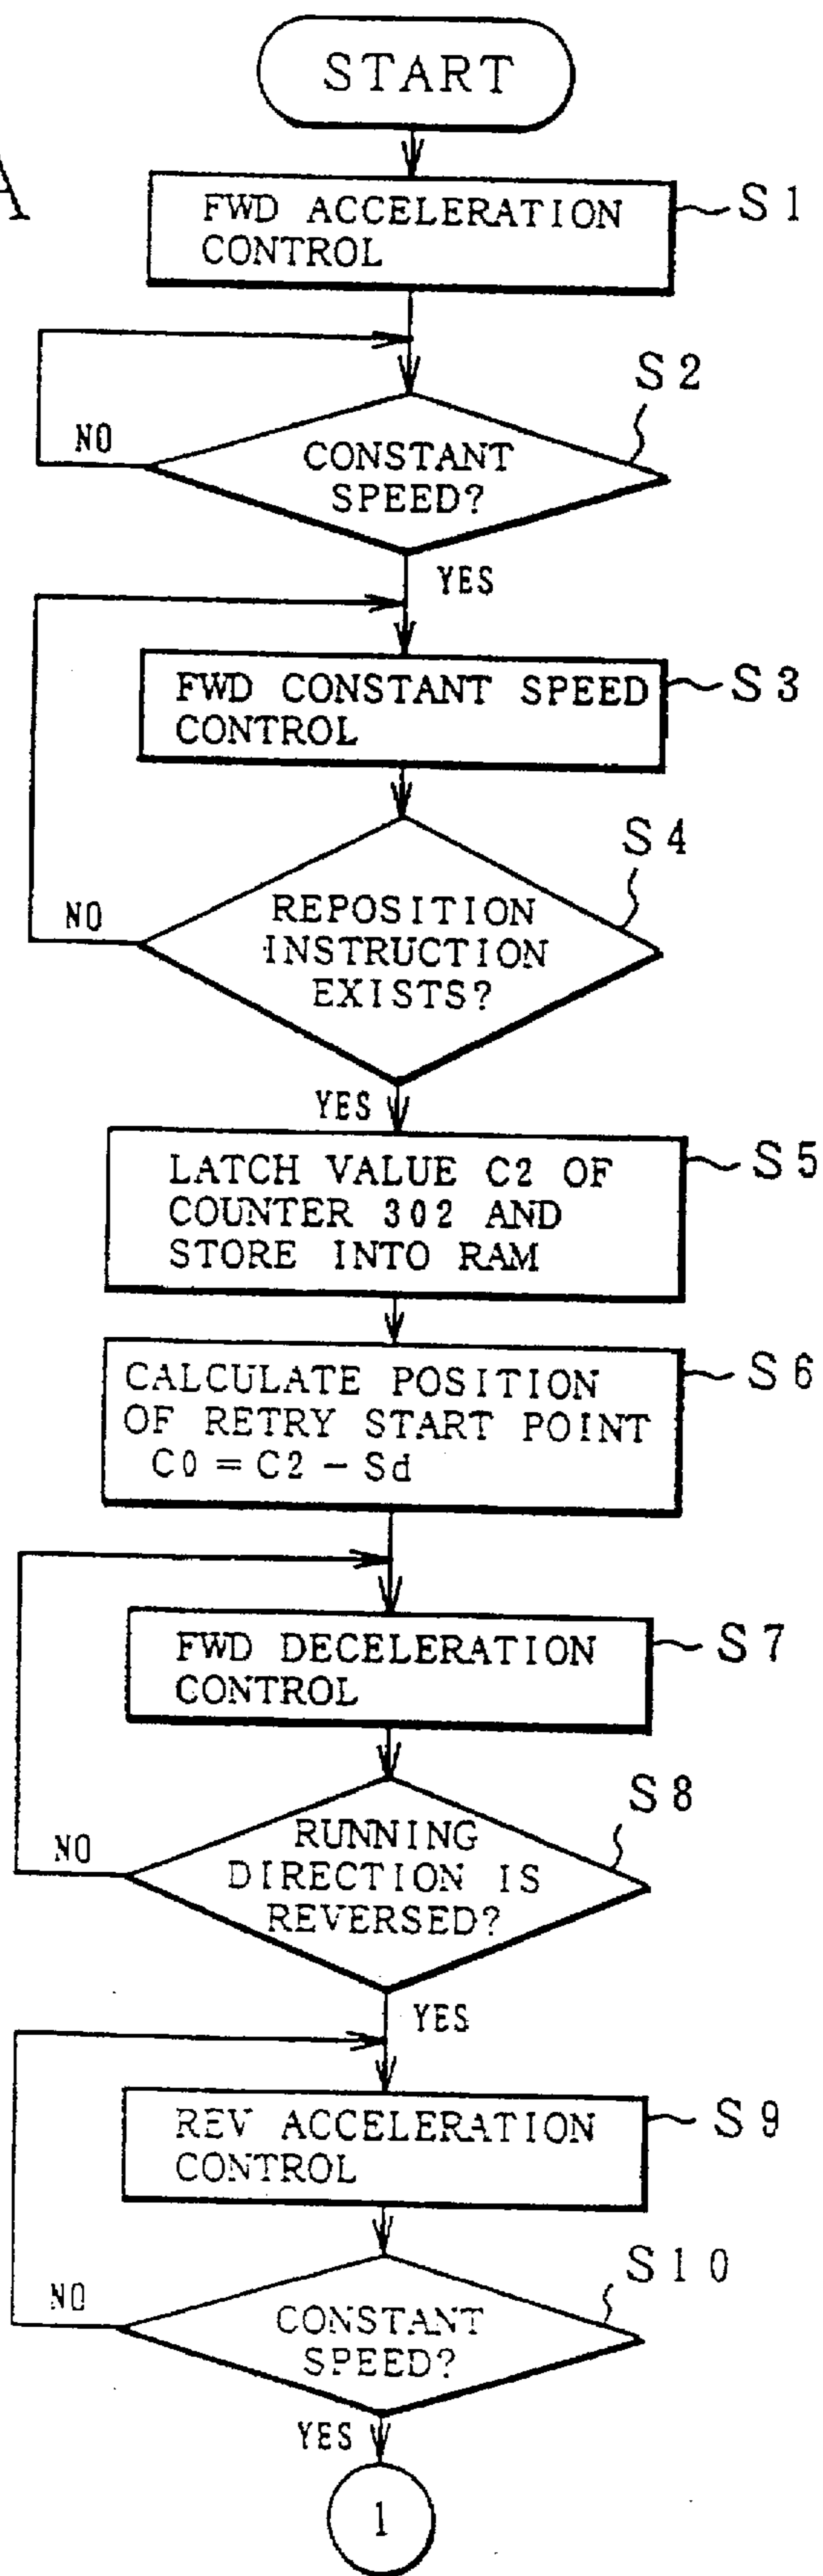 START
A
FWD ACCELERATION
CONTROL
S1
S2
NO
CONSTANT
SPEED?
YES
FWD CONSTANT SPEED
CONTROL
S3
S4
NO
REPOSITION
INSTRUCTION
EXISTS?
YES
LATCH VALUE C2 OF
COUNTER 302 AND
STORE INTO RAM
S5
CALCULATE POSITION
OF RETRY START POINT
C0 = C2 - Sd
S6
FWD DECELERATION
CONTROL
S7
S8
NO
RUNNING
DIRECTION IS
REVERSED?
YES
REV ACCELERATION
CONTROL
S9
S10
NO
CONSTANT
SPEED?
YES
1